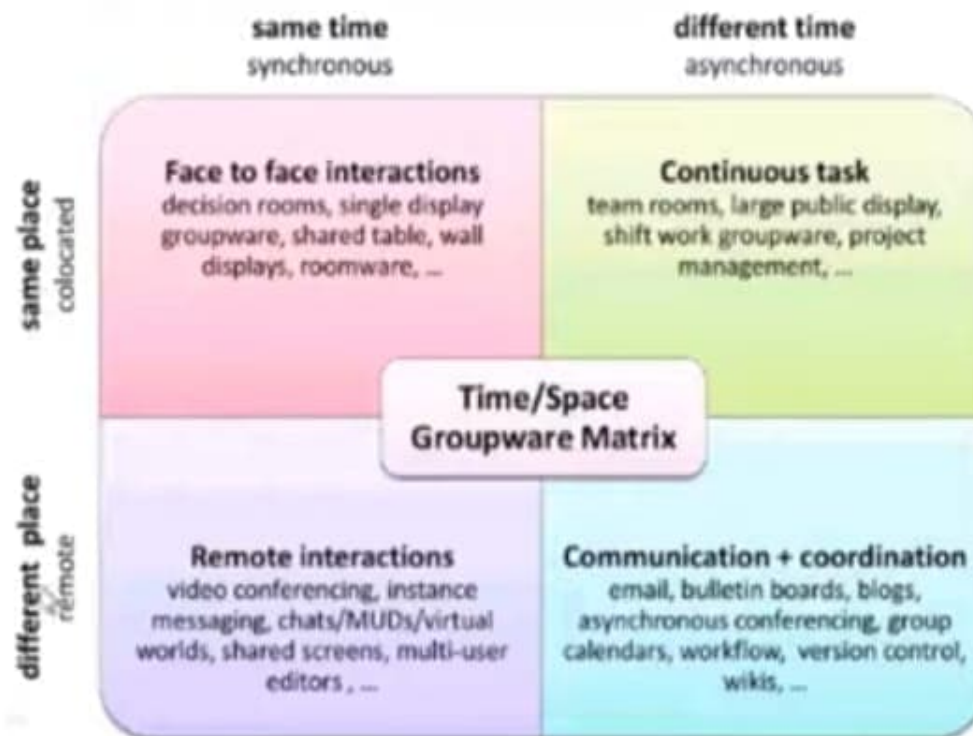 same time
synchronous
different time
asynchronous
same place
colocated
Face to face interactions
decision rooms, single display
groupware, shared table, wall
displays, roomware, ...
Continuous task
team rooms, large public display,
shift work groupware, project
management, ...
Time/Space
Groupware Matrix
different place
remote
Remote interactions
video conferencing, instance
messaging, chats/MUDs/virtual
worlds, shared screens, multi-user
editors , ...
Communication + coordination
email, bulletin boards, blogs,
asynchronous conferencing, group
calendars, workflow, version control,
wikis, ...